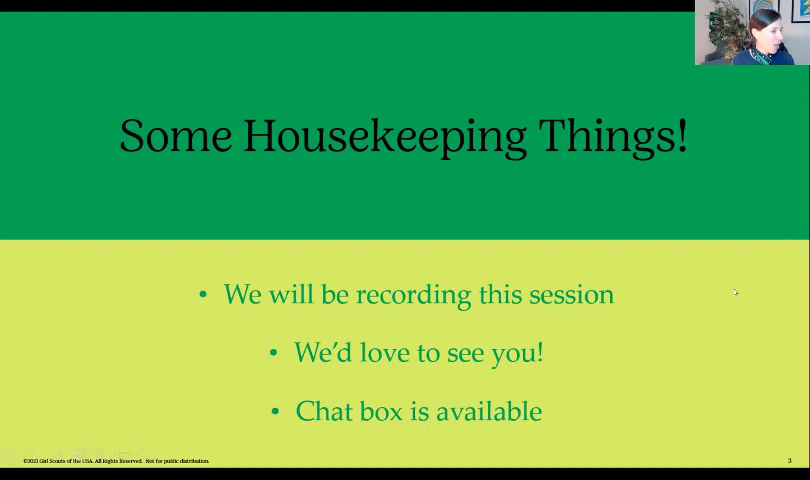 Some Housekeeping Things!
• We will be recording this session
• We'd love to see you!
• Chat box is available
©2021 Girl Scouts of the USA. All Rights Reserved. Not for public distribution.
3